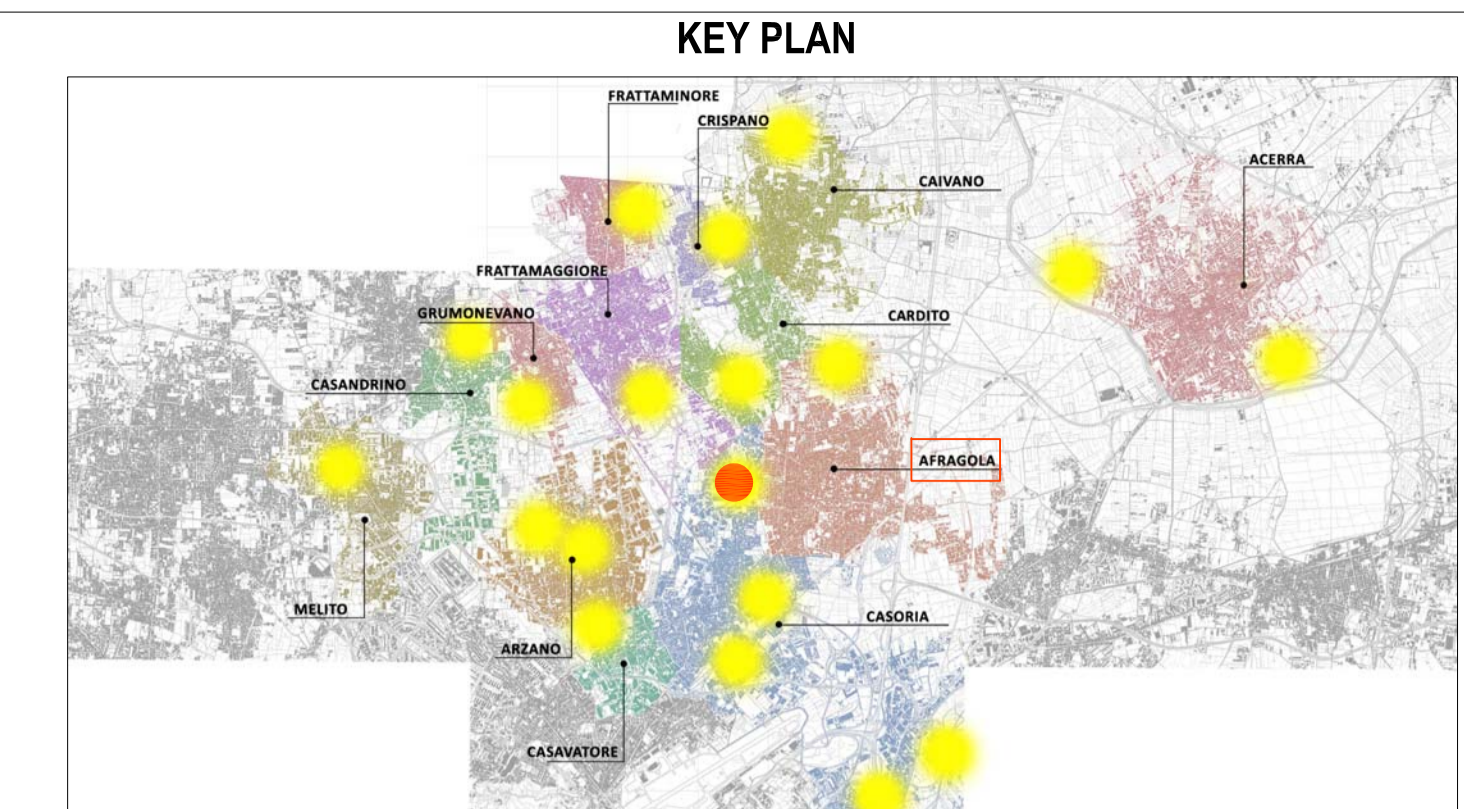 KEY PLAN
FRATTAMINORE
CRISPANO
ACERRA
CAIVANO
FRATTAMAGGIORE
GRUMONEVANO
CARDITO
CASANDRINO
AFRAGOLA
MELITO
CASORIA
ARZANO
CASAVATORE